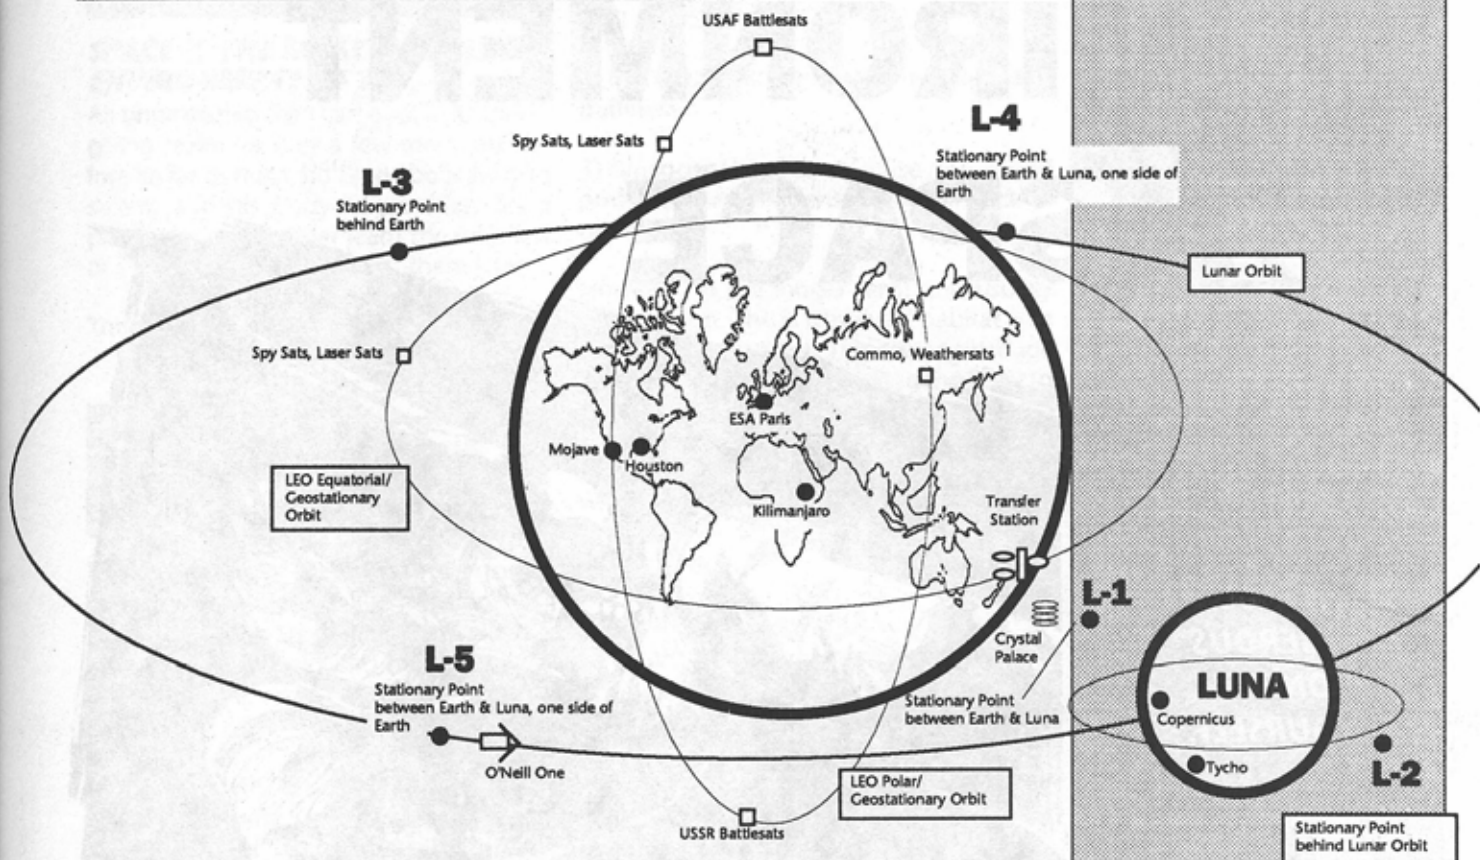 USAF Battlesats
Spy Sats, Laser Sats
L-4
Stationary Point
between Earth & Luna, one side of
Earth
L-3
Stationary Point
behind Earth
Lunar Orbit
Spy Sats, Laser Sats
Commo, Weathersats
ESA Paris
Mojave
Houston
LEO Equatorial/
Geostationary
Orbit
Kilimanjaro
Transfer
Station
L-1
Crystal
Palace
L-5
Stationary Point
between Earth & Luna, one side of
Earth
Stationary Point
between Earth & Luna
LUNA
Copernicus
Tycho
O'Neill One
L-2
LEO Polar/
Geostationary Orbit
USSR Battlesats
Stationary Point
behind Lunar Orbit